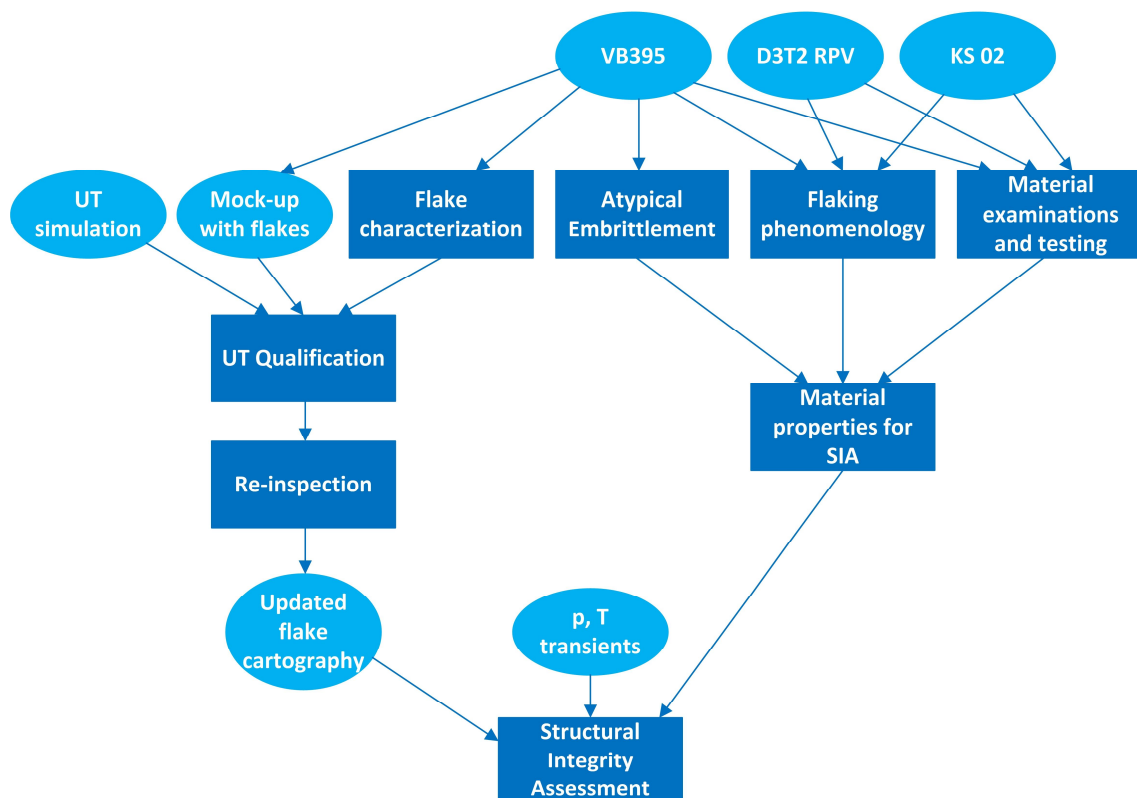 VB395
D3T2 RPV
KS 02
UT
simulation
Mock-up
with flakes
Flake
characterization
Atypical
Embrittlement
Flaking
phenomenology
Material
examinations
and testing
UT Qualification
Material
properties for
SIA
Re-inspection
Updated
flake
cartography
p, T
transients
Structural
Integrity
Assessment